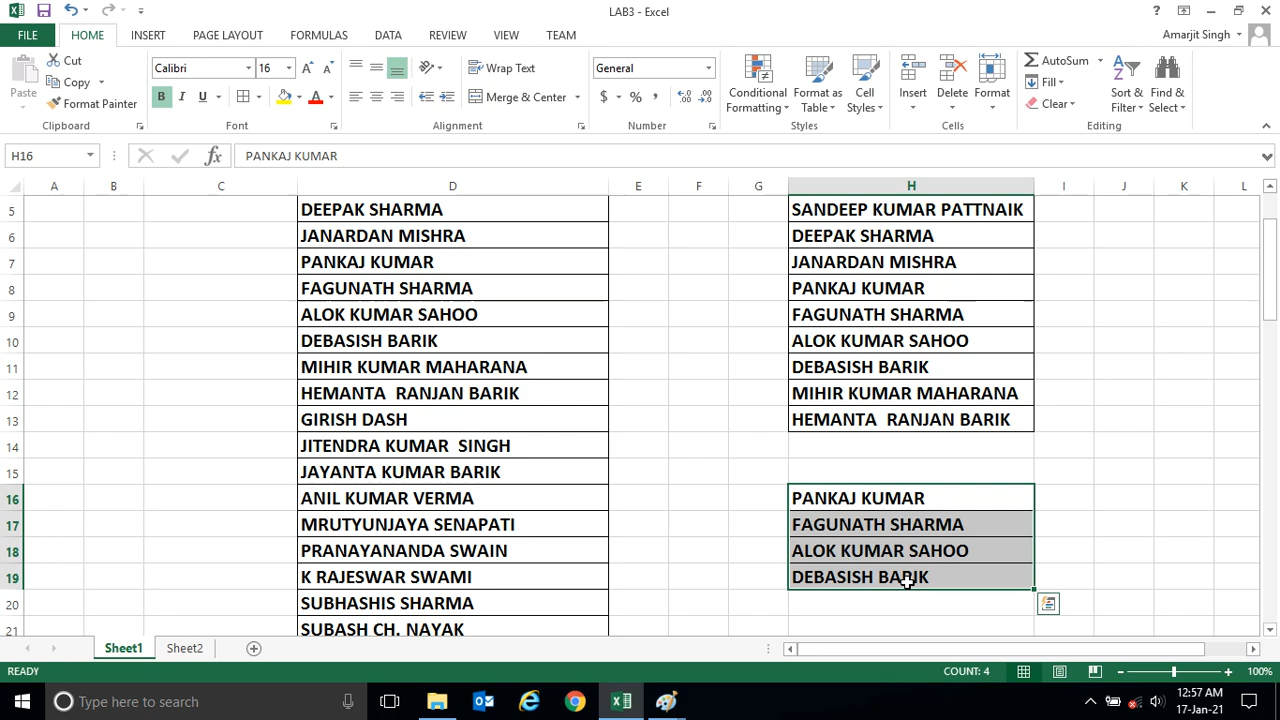 LAB3 - Excel
FILE HOME INSERT PAGE LAYOUT FORMULAS DATA REVIEW VIEW TEAM Amarjit Singh
Paste Cut Copy Format Painter Clipboard
Calibri 16 B I U A Font
Wrap Text Merge & Center Alignment
General $ % , Number
Conditional Formatting Format as Table Cell Styles Styles
Insert Delete Format Cells
AutoSum Fill Clear Sort & Filter Find & Select Editing
H16 fx PANKAJ KUMAR
A B C D E F G H I J K L
5 DEEPAK SHARMA SANDEEP KUMAR PATTNAIK
6 JANARDAN MISHRA DEEPAK SHARMA
7 PANKAJ KUMAR JANARDAN MISHRA
8 FAGUNATH SHARMA PANKAJ KUMAR
9 ALOK KUMAR SAHOO FAGUNATH SHARMA
10 DEBASISH BARIK ALOK KUMAR SAHOO
11 MIHIR KUMAR MAHARANA DEBASISH BARIK
12 HEMANTA  RANJAN BARIK MIHIR KUMAR MAHARANA
13 GIRISH DASH HEMANTA  RANJAN BARIK
14 JITENDRA KUMAR  SINGH
15 JAYANTA KUMAR BARIK
16 ANIL KUMAR VERMA PANKAJ KUMAR
17 MRUTYUNJAYA SENAPATI FAGUNATH SHARMA
18 PRANAYANANDA SWAIN ALOK KUMAR SAHOO
19 K RAJESWAR SWAMI DEBASISH BARIK
20 SUBHASHIS SHARMA
21 SUBASH CH. NAYAK
Sheet1 Sheet2
READY COUNT: 4 100%
Type here to search 12:57 AM
17-Jan-21